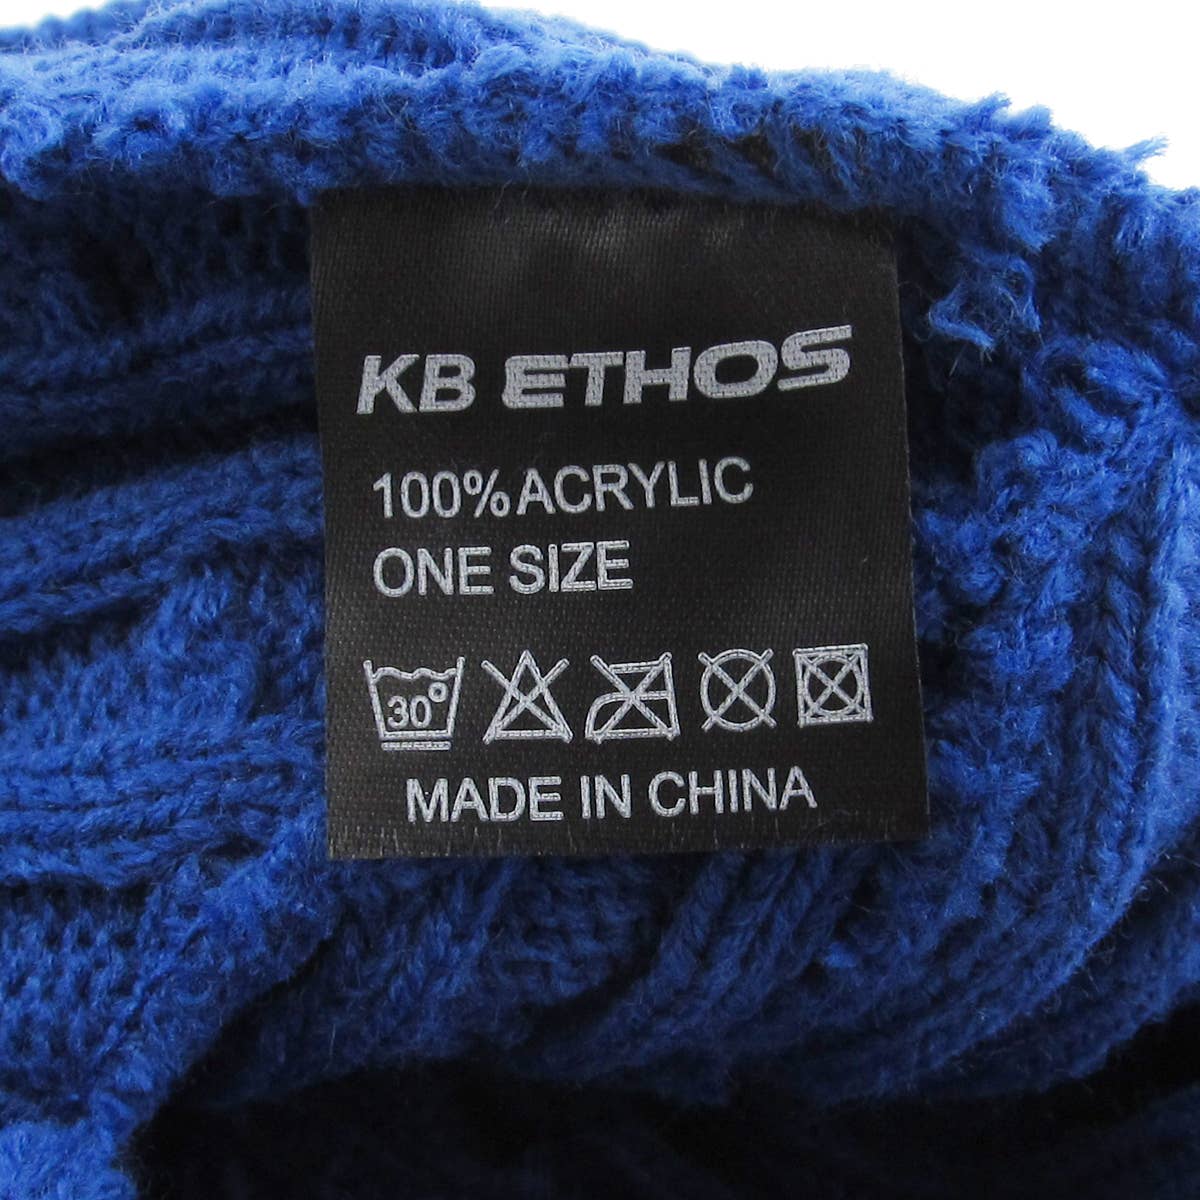 KB ETHOS
100% ACRYLIC
ONE SIZE
30°
MADE IN CHINA